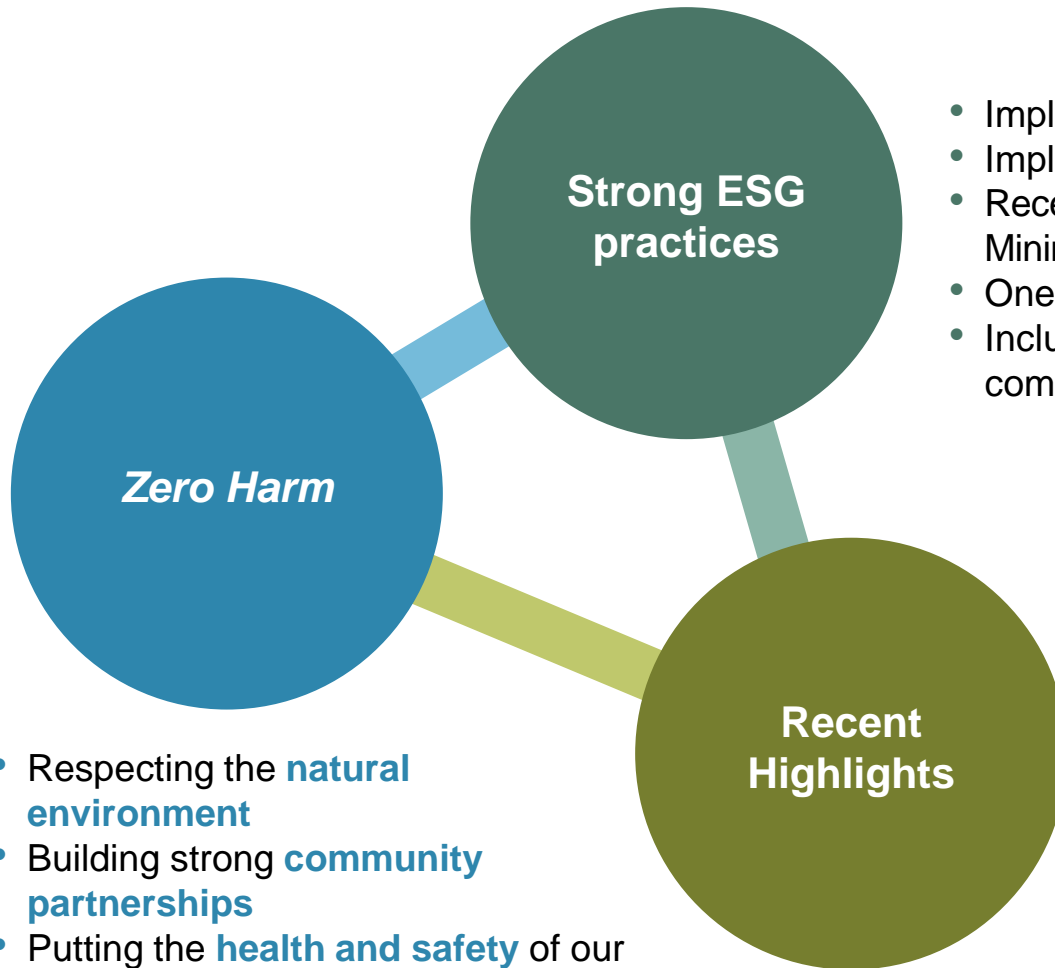 Strong ESG
practices
•
•
• 
•
• One
Zero Harm
Recent
Highlights
• Respecting the natural
environment
• Building strong community
partnerships
• Putting the health and safety of our